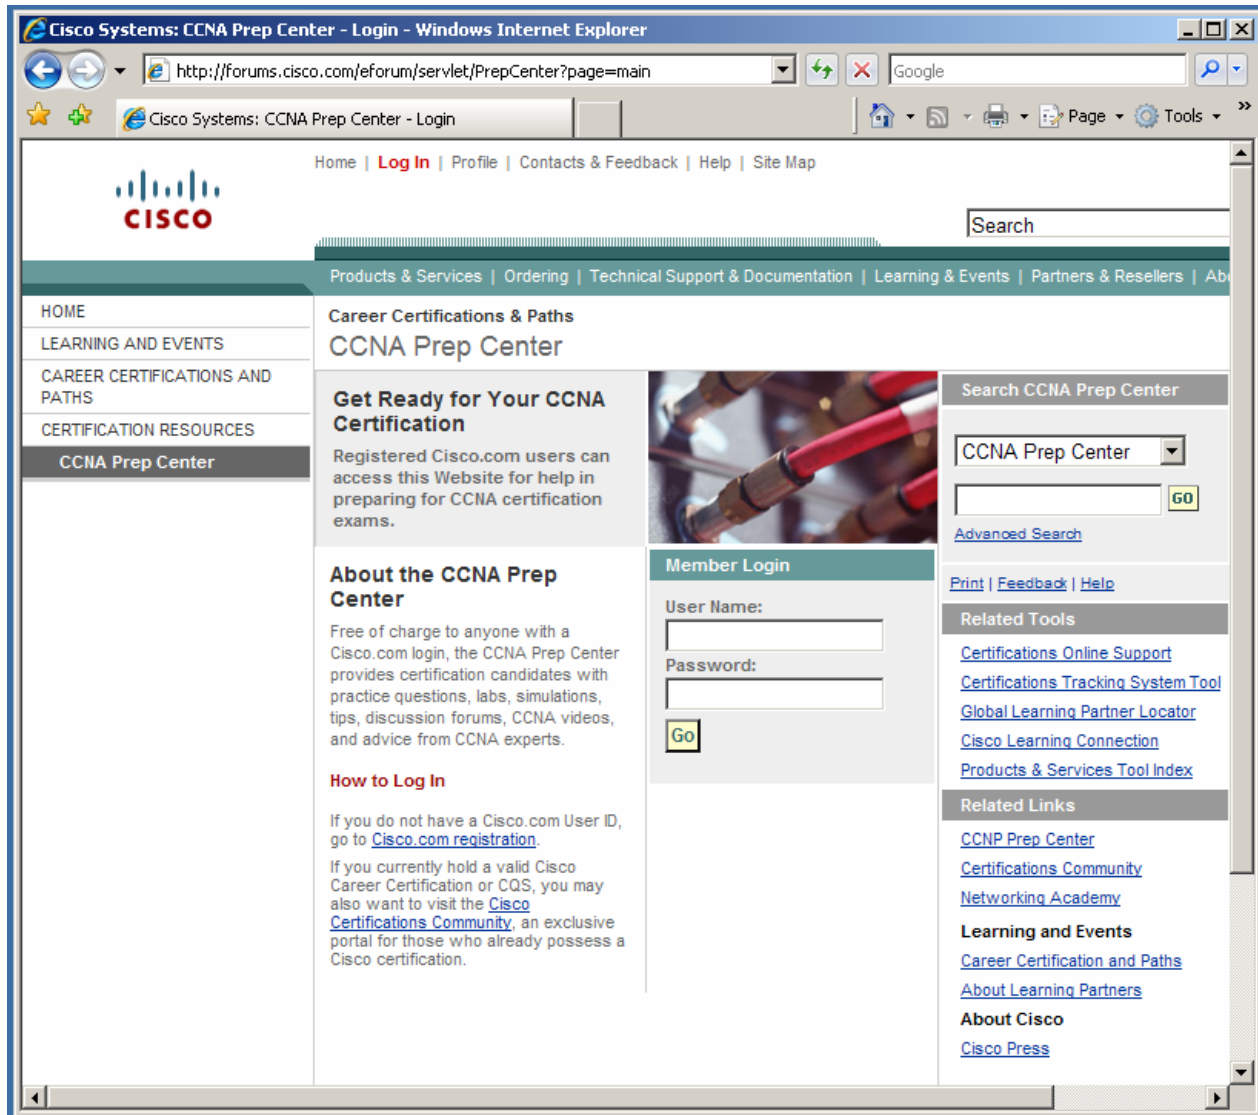 Cisco Systems: CCNA Prep Center - Login - Windows Internet Explorer
http://forums.cisco.com/eforum/servlet/PrepCenter?page=main
Google
Cisco Systems: CCNA Prep Center - Login
Page
Tools
»
Home | Log In | Profile | Contacts & Feedback | Help | Site Map
CISCO
Search
Products & Services | Ordering | Technical Support & Documentation | Learning & Events | Partners & Resellers | Abo
HOME
LEARNING AND EVENTS
CAREER CERTIFICATIONS AND
PATHS
CERTIFICATION RESOURCES
CCNA Prep Center
Career Certifications & Paths
CCNA Prep Center
Get Ready for Your CCNA
Certification
Registered Cisco.com users can
access this Website for help in
preparing for CCNA certification
exams.
About the CCNA Prep
Center
Free of charge to anyone with a
Cisco.com login, the CCNA Prep Center
provides certification candidates with
practice questions, labs, simulations,
tips, discussion forums, CCNA videos,
and advice from CCNA experts.
How to Log In
If you do not have a Cisco.com User ID,
go to Cisco.com registration.
If you currently hold a valid Cisco
Career Certification or CQS, you may
also want to visit the Cisco
Certifications Community, an exclusive
portal for those who already possess a
Cisco certification.
Member Login
User Name:
Password:
Go
Search CCNA Prep Center
CCNA Prep Center
GO
Advanced Search
Print | Feedback | Help
Related Tools
Certifications Online Support
Certifications Tracking System Tool
Global Learning Partner Locator
Cisco Learning Connection
Products & Services Tool Index
Related Links
CCNP Prep Center
Certifications Community
Networking Academy
Learning and Events
Career Certification and Paths
About Learning Partners
About Cisco
Cisco Press